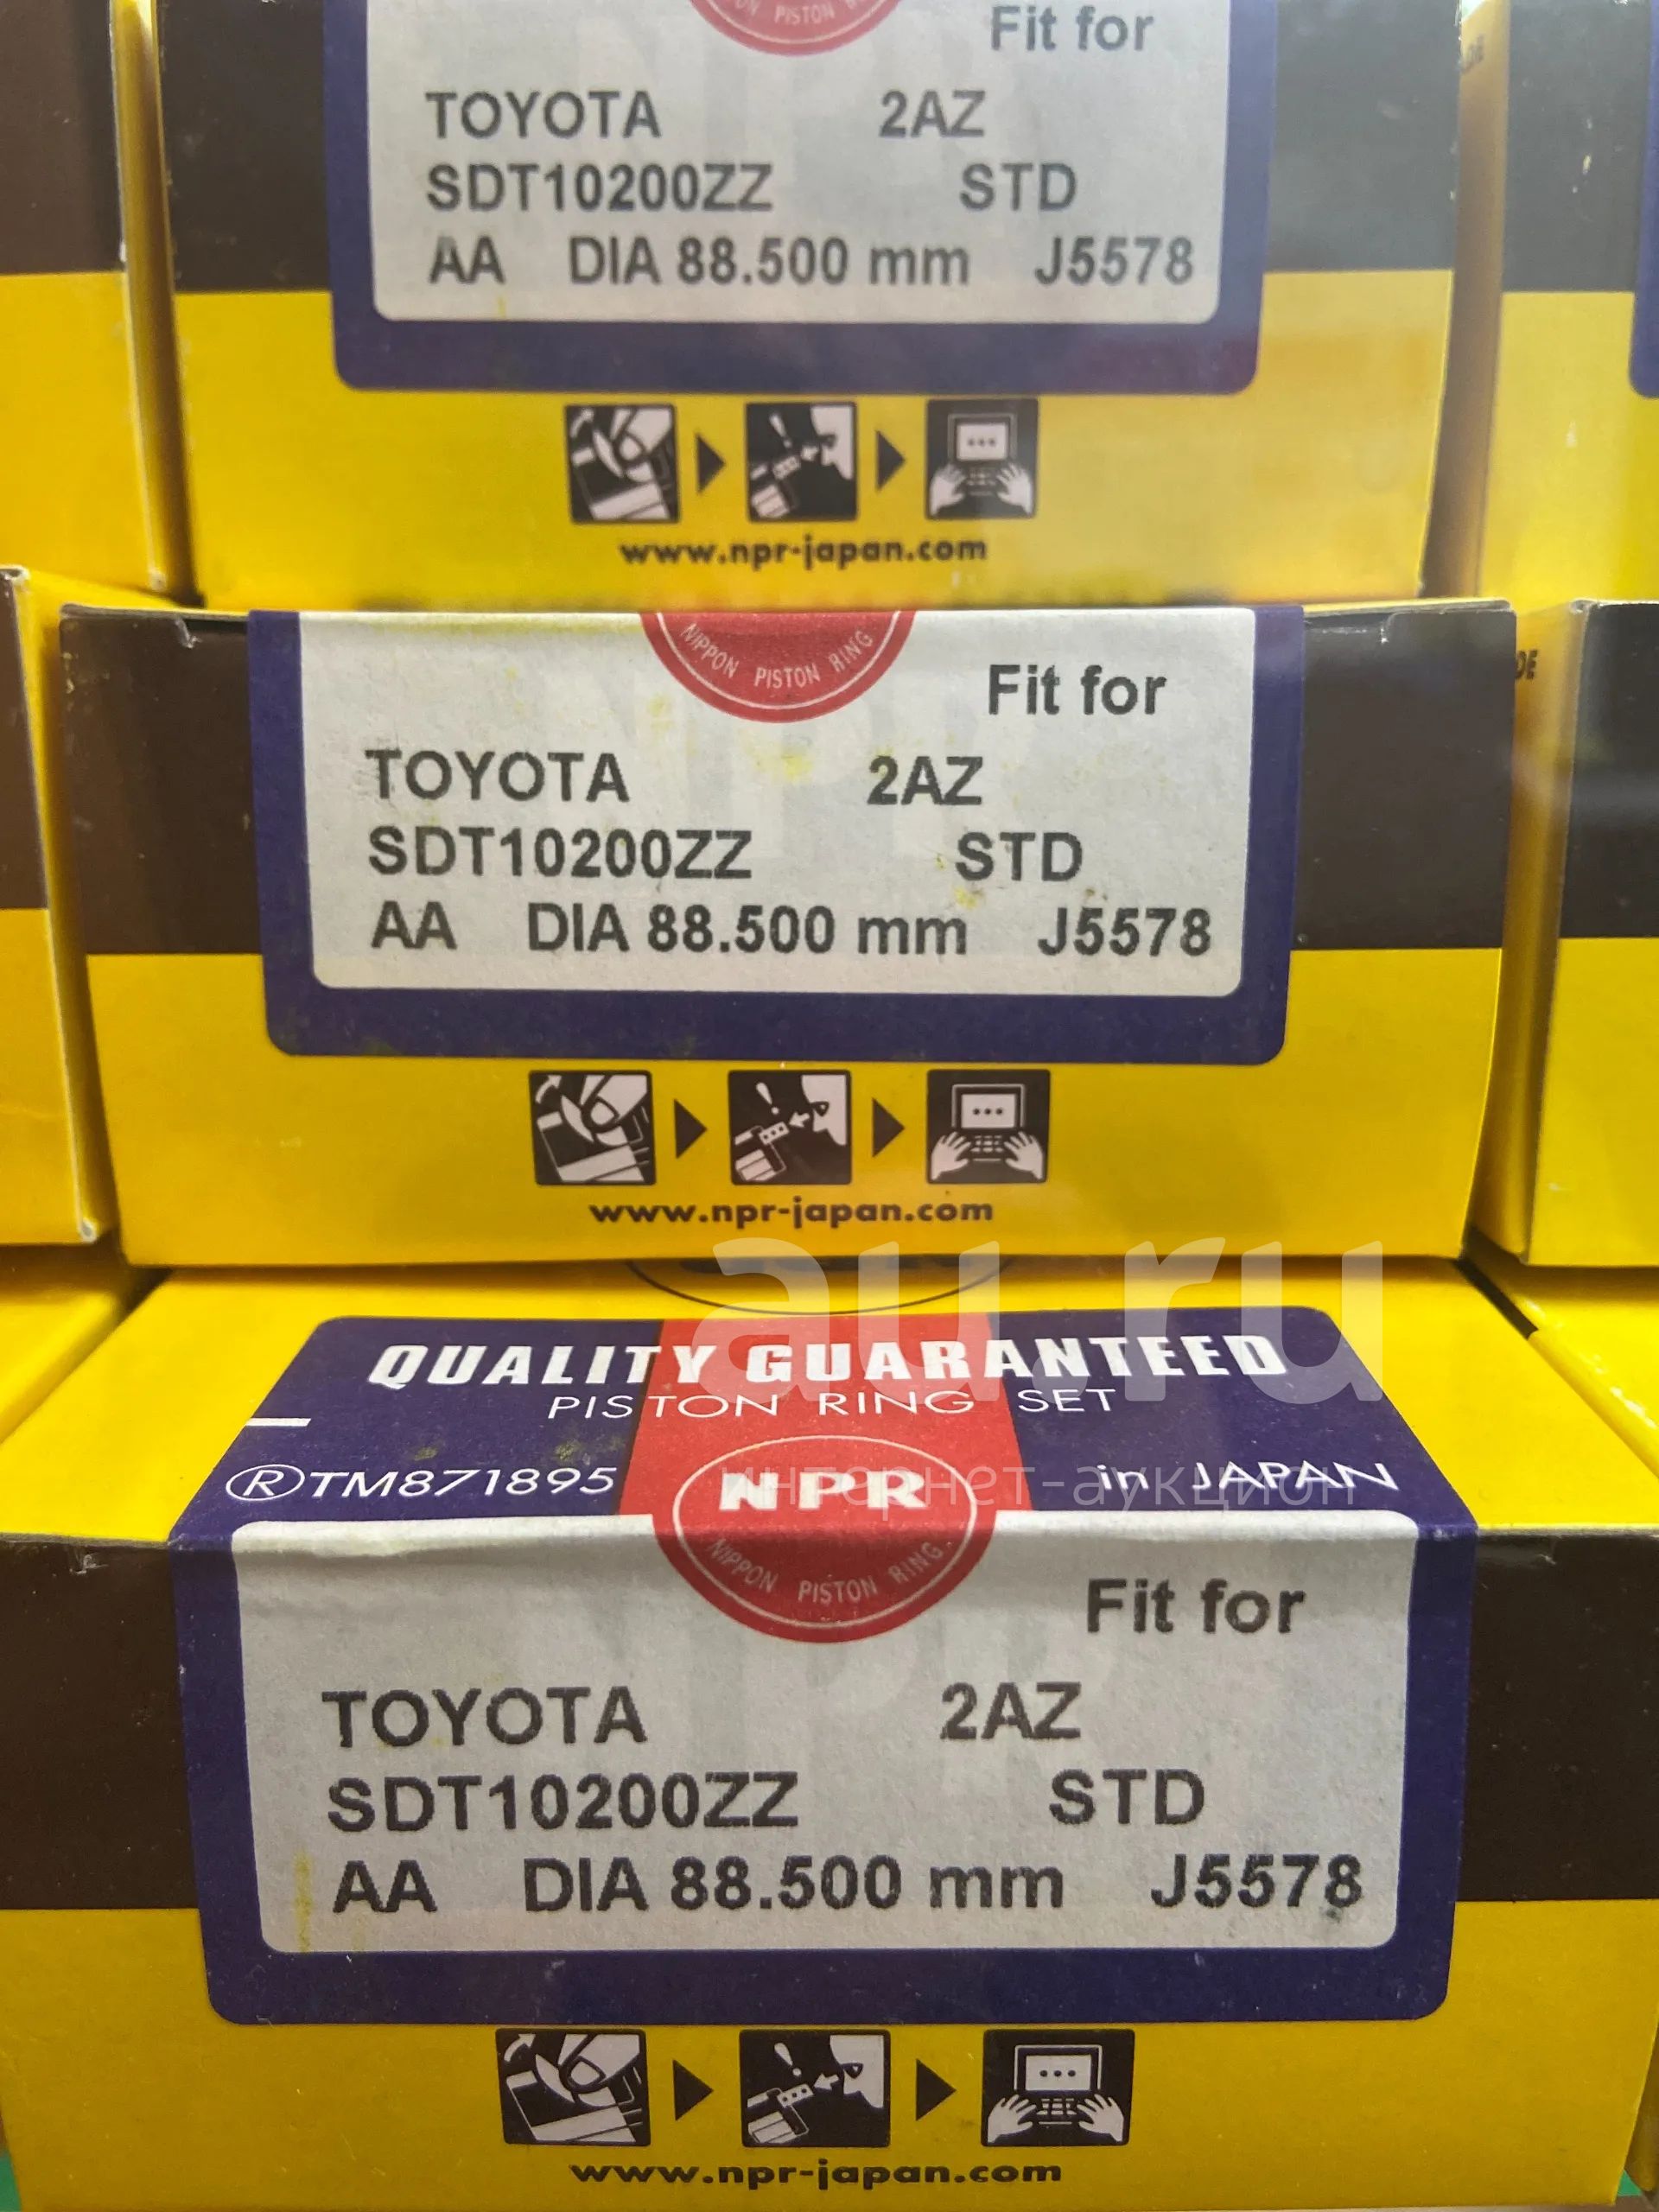 PISTON
Fit for
TOYOTA 2AZ
SDT10200ZZ STD
AA DIA 88.500 mm J5578
www.npr-japan.com
NIPPON PISTON RING
Fit for
TOYOTA 2AZ
SDT10200ZZ STD
AA DIA 88.500 mm J5578
www.npr-japan.com
au.ru
QUALITY GUARANTEED
PISTON RING SET
®TM871895 NPR in JAPAN
интернет-аукцион
NIPPON PISTON RING
Fit for
TOYOTA 2AZ
SDT10200ZZ STD
AA DIA 88.500 mm J5578
www.npr-japan.com